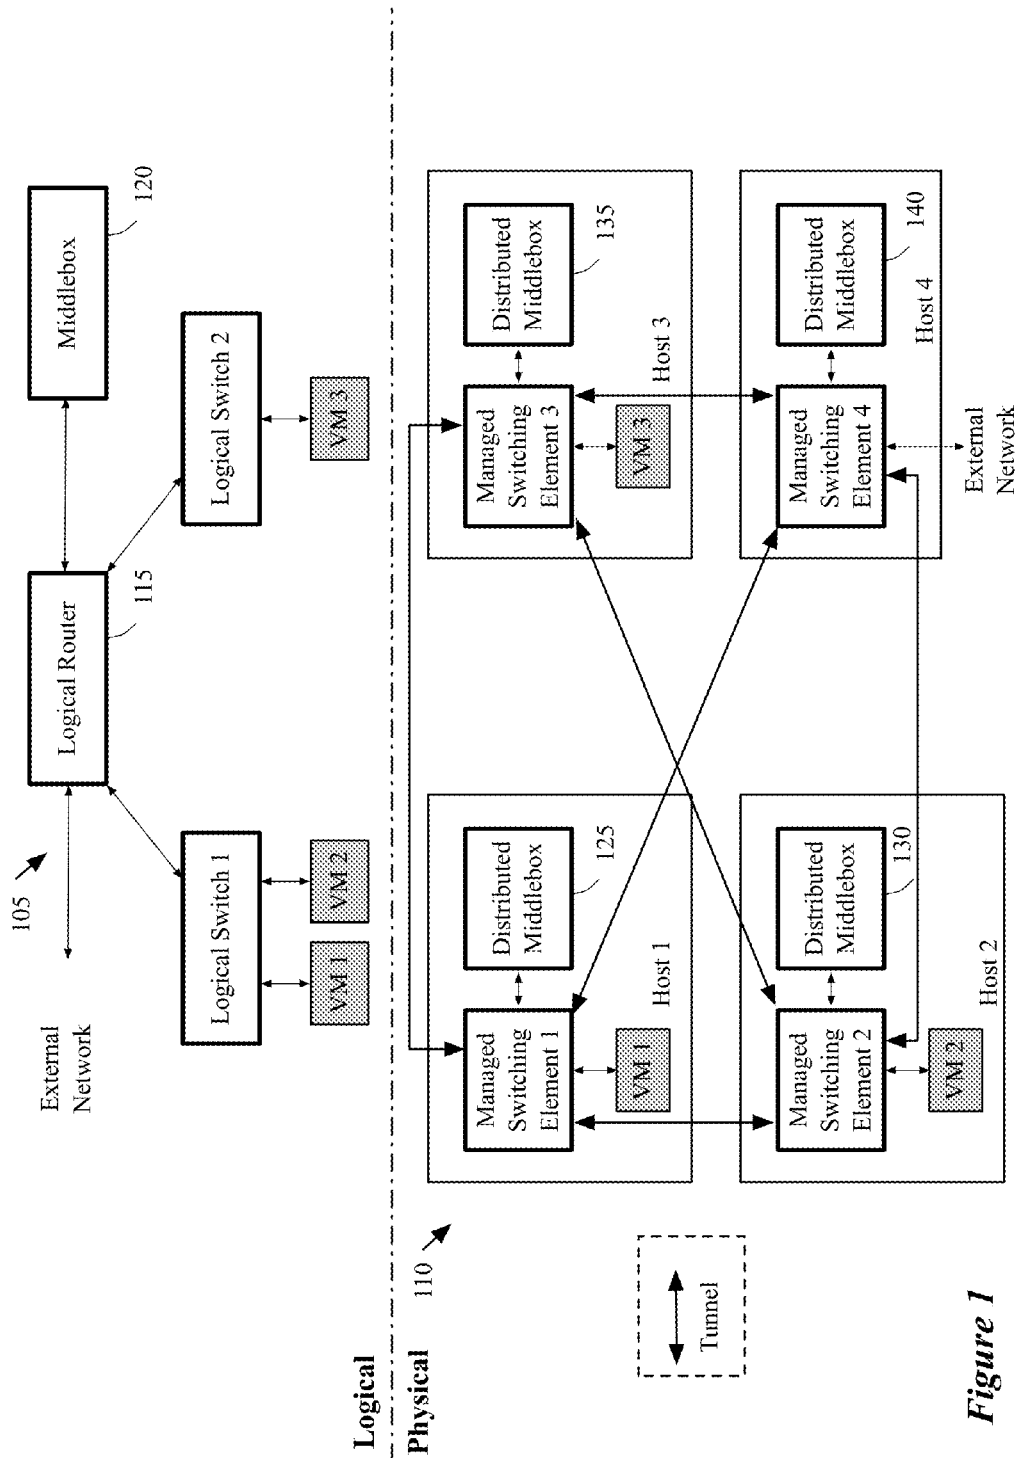 105
External
Network
Logical Router
115
Middlebox
120
Logical Switch 1
Logical Switch 2
VM 1
VM 2
VM 3
Logical
Physical
110
Managed
Switching
Element 1
Distributed
Middlebox
125
VM 1
Host 1
Managed
Switching
Element 3
Distributed
Middlebox
135
VM 3
Host 3
Tunnel
Managed
Switching
Element 2
Distributed
Middlebox
130
VM 2
Host 2
Managed
Switching
Element 4
Distributed
Middlebox
140
Host 4
External
Network
Figure 1